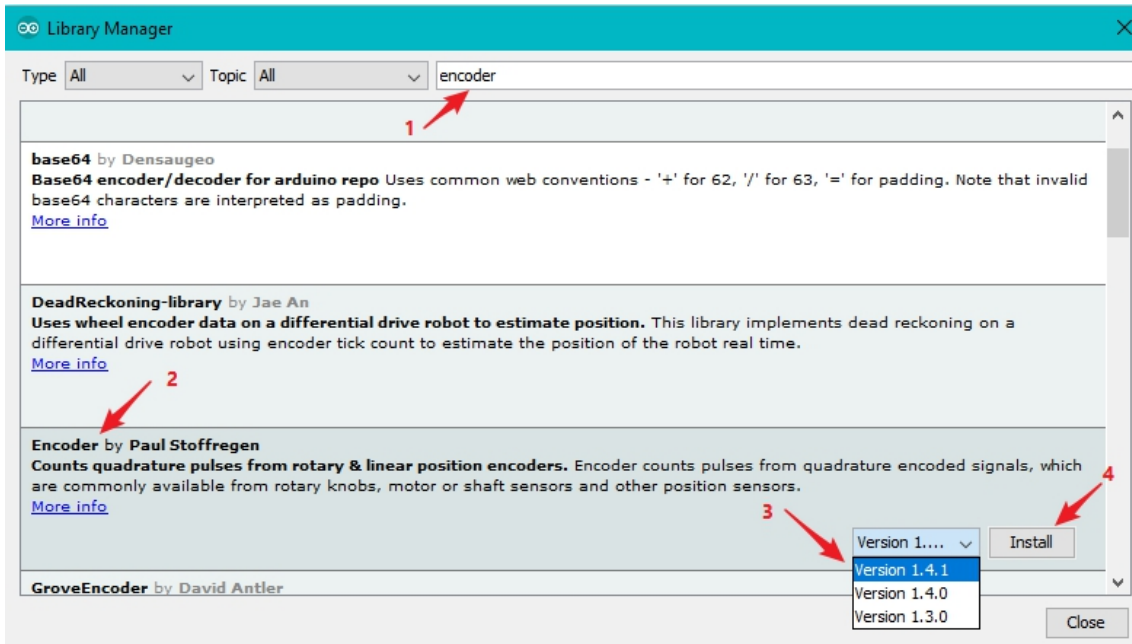 Library Manager
Type All Topic All encoder
1
base64 by Densaugeo
Base64 encoder/decoder for arduino repo Uses common web conventions - '+' for 62, '/' for 63, '=' for padding. Note that invalid
base64 characters are interpreted as padding.
More info
DeadReckoning-library by Jae An
Uses wheel encoder data on a differential drive robot to estimate position. This library implements dead reckoning on a
differential drive robot using encoder tick count to estimate the position of the robot real time.
More info
2
Encoder by Paul Stoffregen
Counts quadrature pulses from rotary & linear position encoders. Encoder counts pulses from quadrature encoded signals, which
are commonly available from rotary knobs, motor or shaft sensors and other position sensors.
4
More info
3
Version 1.... Install
Version 1.4.1
Version 1.4.0
Version 1.3.0
GroveEncoder by David Antler
Close